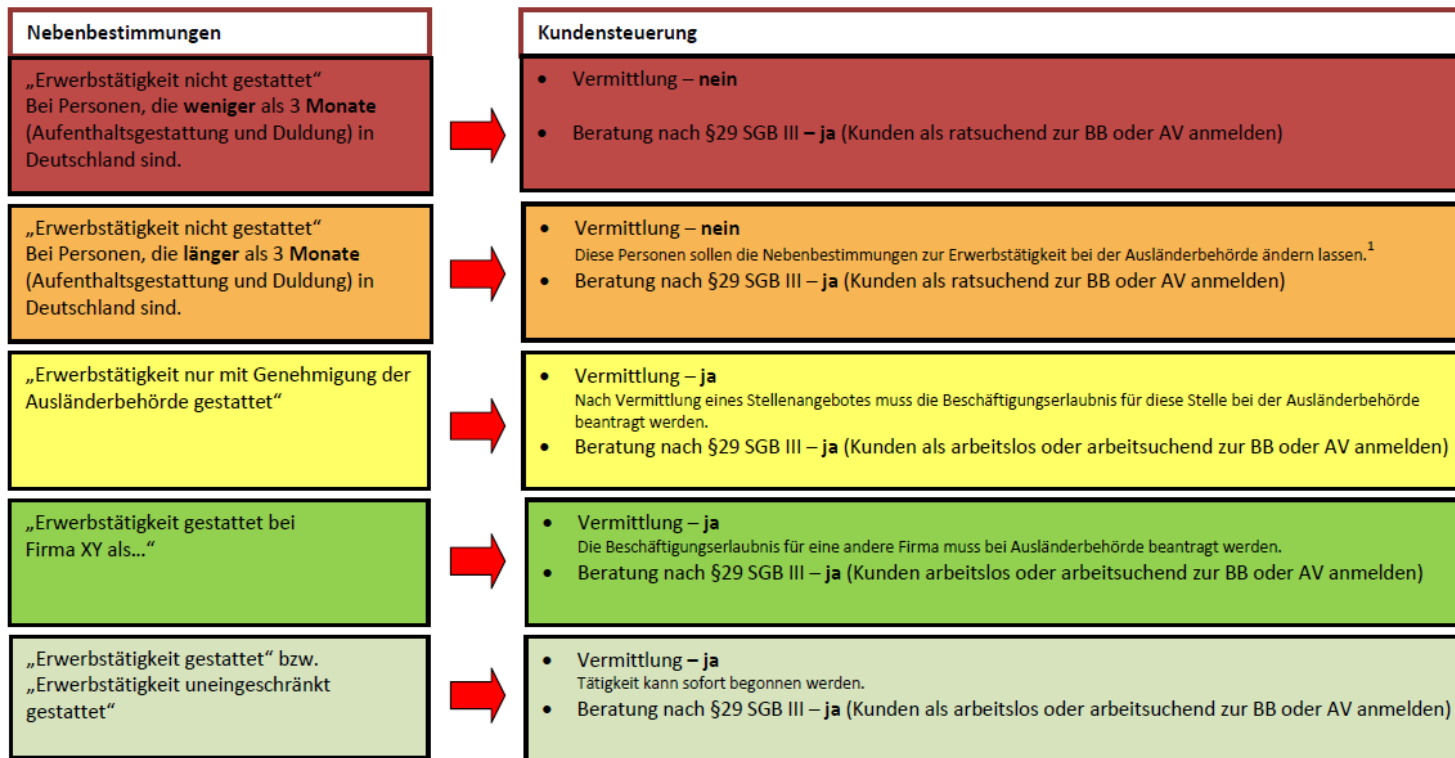 Nebenbestimmungen
Kundensteuerung
„Erwerbstätigkeit nicht gestattet“
Bei Personen, die weniger als 3 Monate
(Aufenthaltsgestattung und Duldung) in
Deutschland sind.
• Vermittlung – nein
• Beratung nach §29 SGB III – ja (Kunden als ratsuchend zur BB oder AV anmelden)
„Erwerbstätigkeit nicht gestattet“
Bei Personen, die länger als 3 Monate
(Aufenthaltsgestattung und Duldung) in
Deutschland sind.
• Vermittlung – nein
Diese Personen sollen die Nebenbestimmungen zur Erwerbstätigkeit bei der Ausländerbehörde ändern lassen.¹
• Beratung nach §29 SGB III – ja (Kunden als ratsuchend zur BB oder AV anmelden)
„Erwerbstätigkeit nur mit Genehmigung der
Ausländerbehörde gestattet“
• Vermittlung – ja
Nach Vermittlung eines Stellenangebotes muss die Beschäftigungserlaubnis für diese Stelle bei der Ausländerbehörde
beantragt werden.
• Beratung nach §29 SGB III – ja (Kunden als arbeitslos oder arbeitsuchend zur BB oder AV anmelden)
„Erwerbstätigkeit gestattet bei
Firma XY als...“
• Vermittlung – ja
Die Beschäftigungserlaubnis für eine andere Firma muss bei Ausländerbehörde beantragt werden.
• Beratung nach §29 SGB III – ja (Kunden arbeitslos oder arbeitsuchend zur BB oder AV anmelden)
„Erwerbstätigkeit gestattet“ bzw.
„Erwerbstätigkeit uneingeschränkt
gestattet“
• Vermittlung – ja
Tätigkeit kann sofort begonnen werden.
• Beratung nach §29 SGB III – ja (Kunden als arbeitslos oder arbeitsuchend zur BB oder AV anmelden)